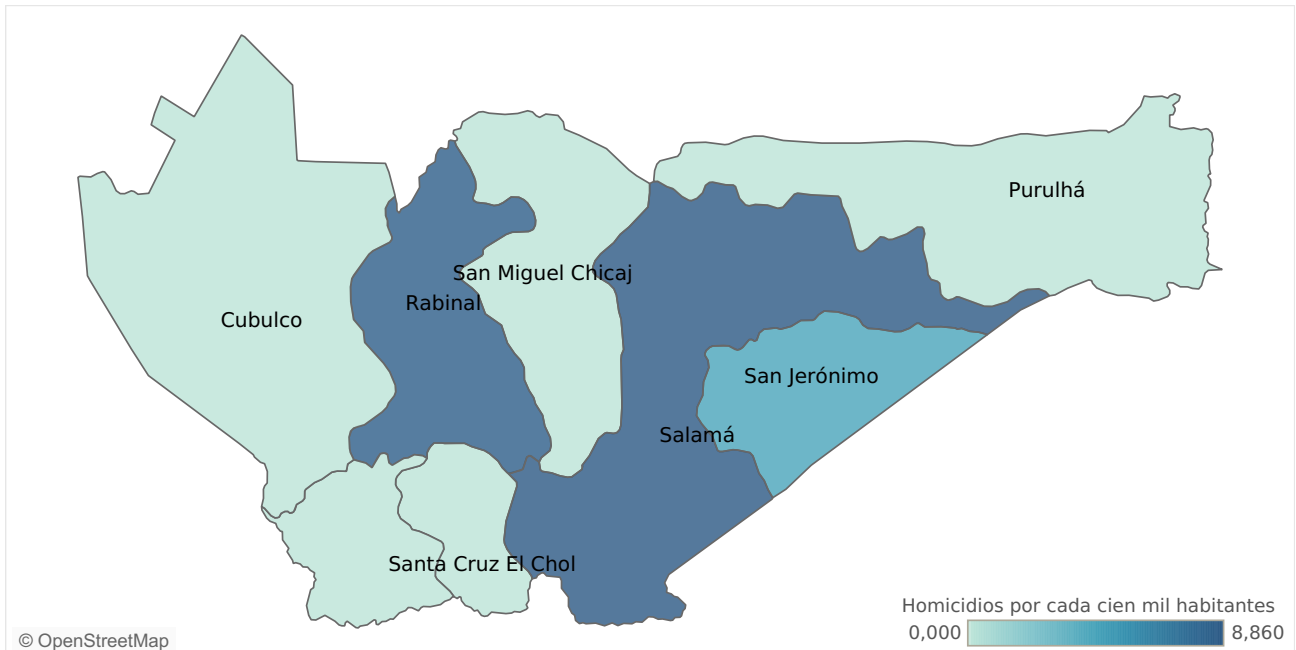 Purulhá
San Miguel Chicaj
Rabinal
Cubulco
San Jerónimo
Salamá
Santa Cruz El Chol
Homicidios por cada cien mil habitantes
0,000 8,860
© OpenStreetMap